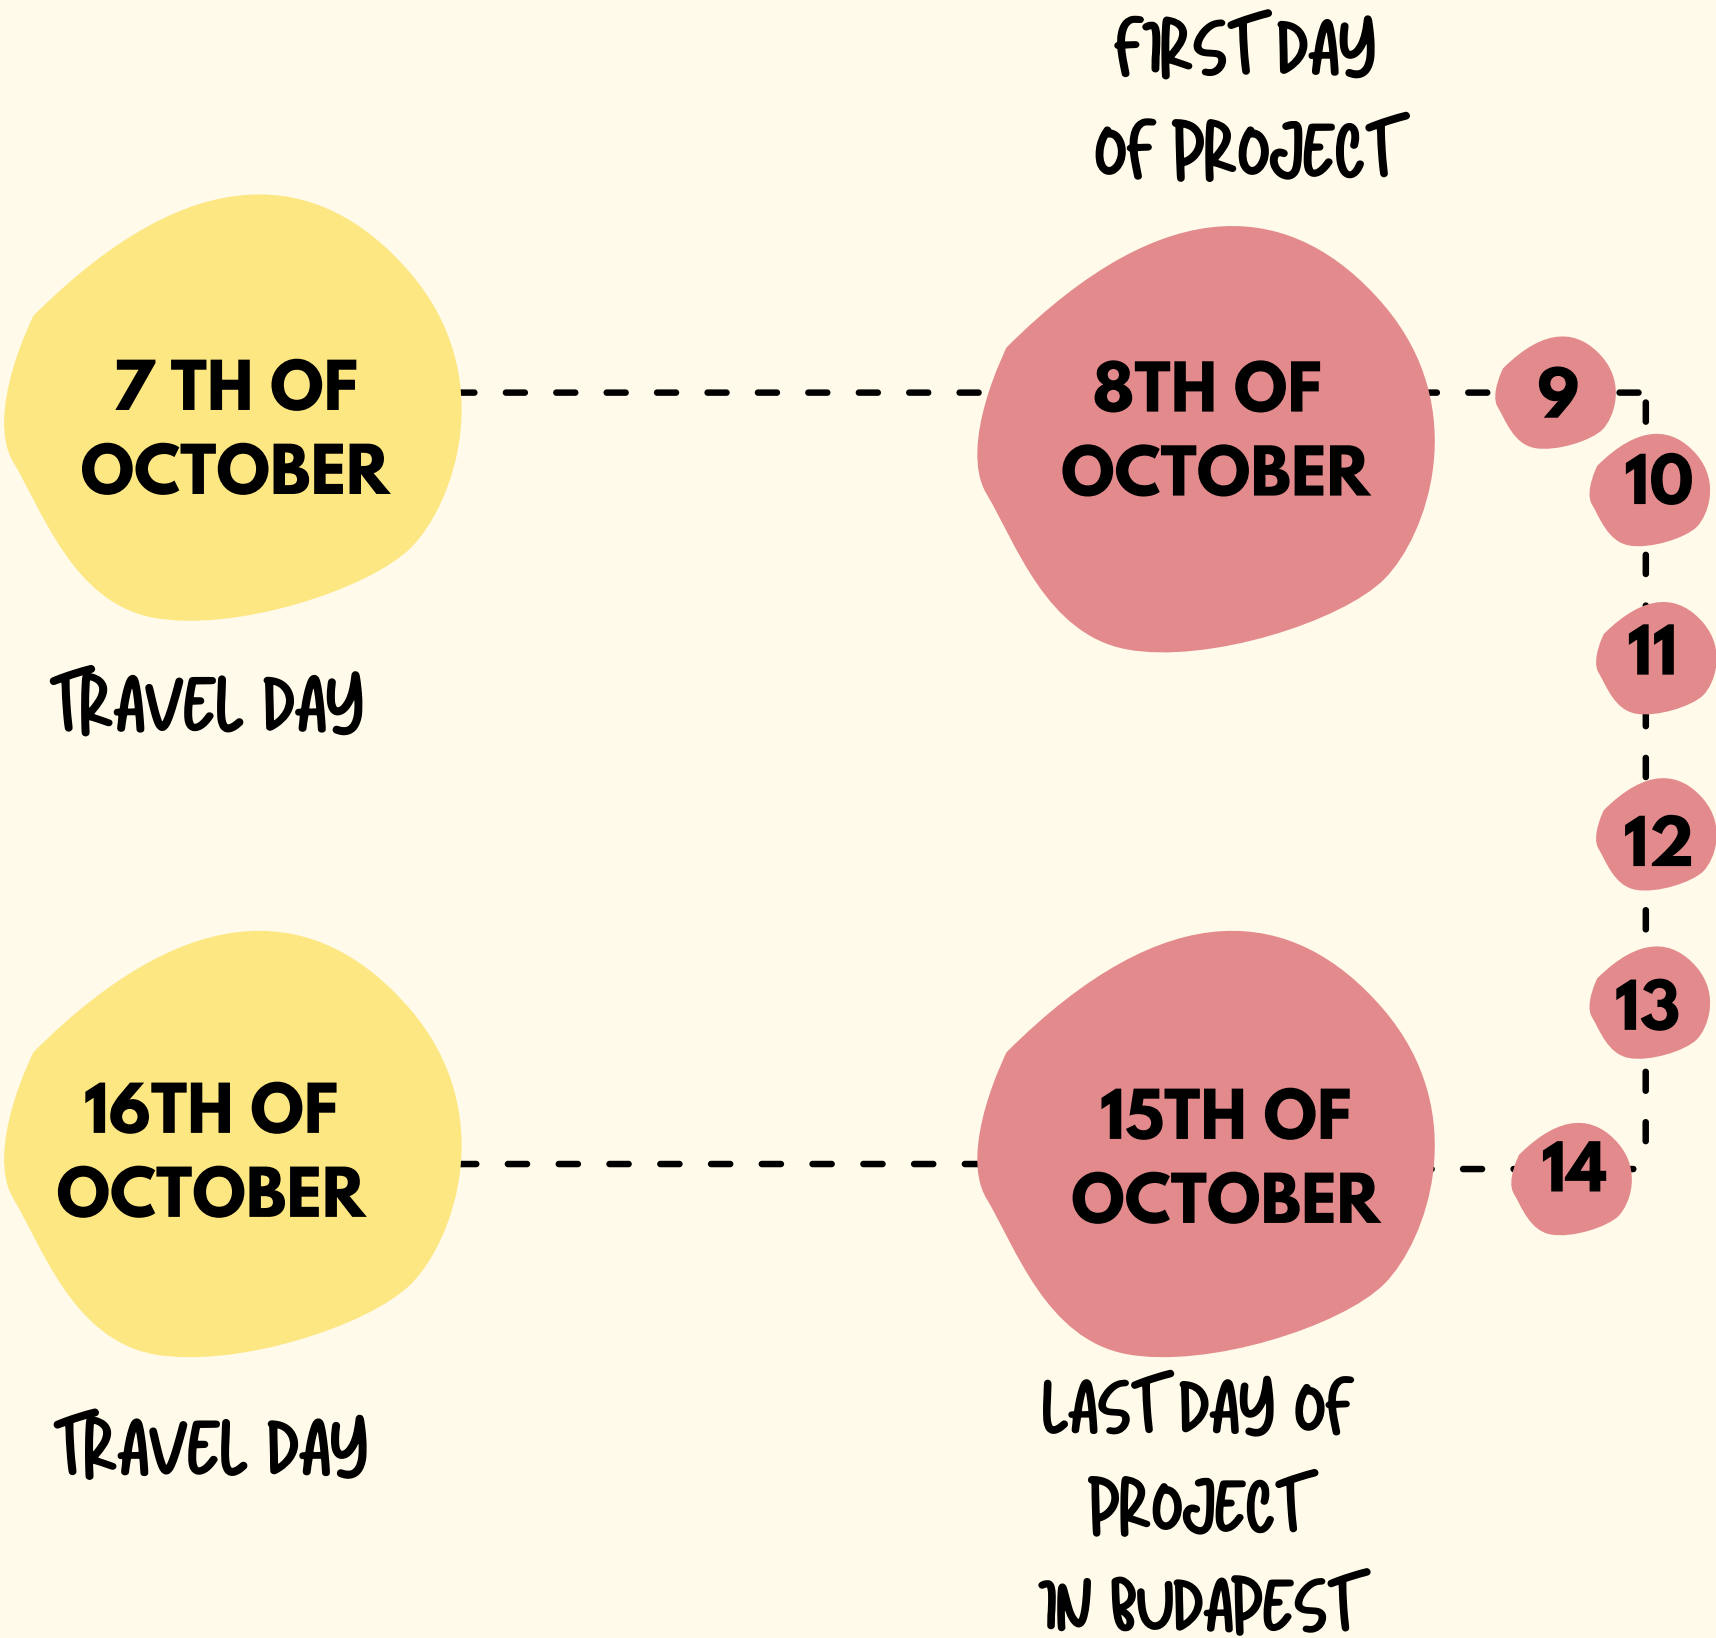 FIRST DAY
OF PROJECT
7 TH OF
OCTOBER
TRAVEL DAY
8TH OF
OCTOBER
9
10
11
12
13
14
15TH OF
OCTOBER
LAST DAY OF
PROJECT
IN BUDAPEST
16TH OF
OCTOBER
TRAVEL DAY